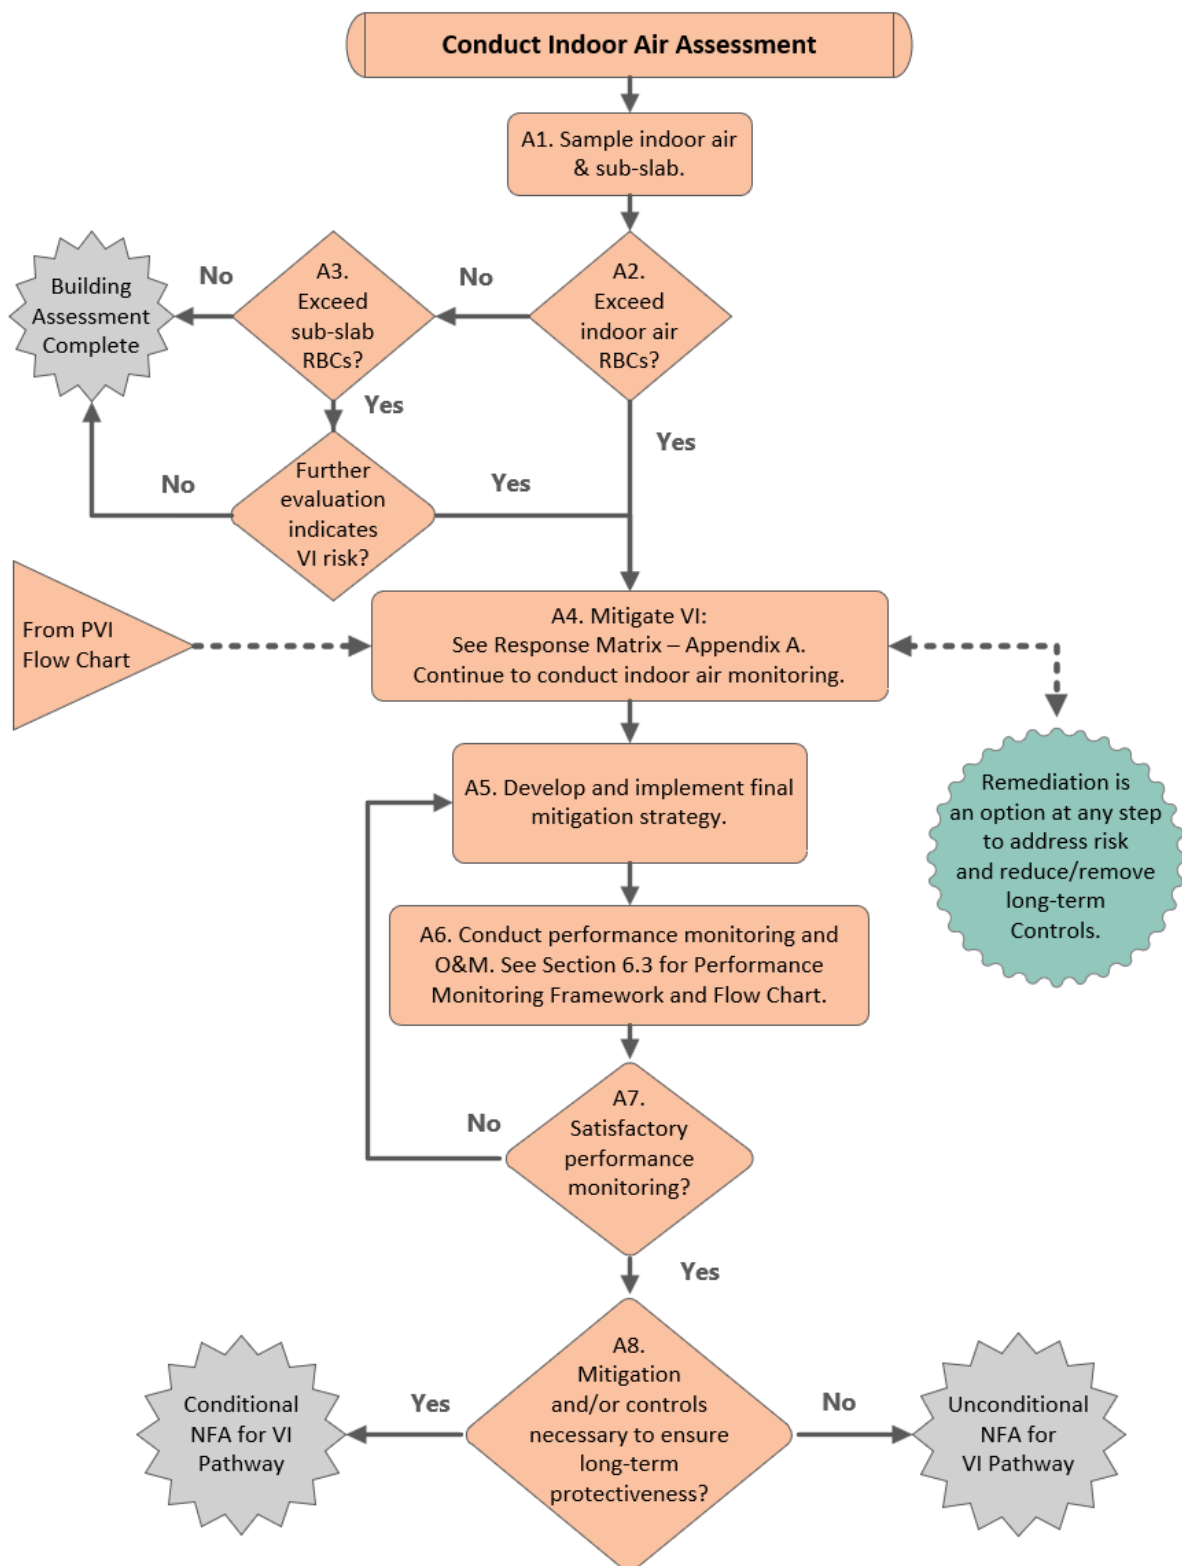 Conduct Indoor Air Assessment
A1. Sample indoor air
& sub-slab.
A2.
Exceed
indoor air
RBCs?
No
Yes
A3.
Exceed
sub-slab
RBCs?
No
Yes
Building
Assessment
Complete
Further
evaluation
indicates
VI risk?
No
Yes
From PVI
Flow Chart
A4. Mitigate VI:
See Response Matrix – Appendix A.
Continue to conduct indoor air monitoring.
Remediation is
an option at any step
to address risk
and reduce/remove
long-term
Controls.
A5. Develop and implement final
mitigation strategy.
A6. Conduct performance monitoring and
O&M. See Section 6.3 for Performance
Monitoring Framework and Flow Chart.
A7.
Satisfactory
performance
monitoring?
No
Yes
A8.
Mitigation
and/or controls
necessary to ensure
long-term
protectiveness?
Yes
No
Conditional
NFA for VI
Pathway
Unconditional
NFA for
VI Pathway